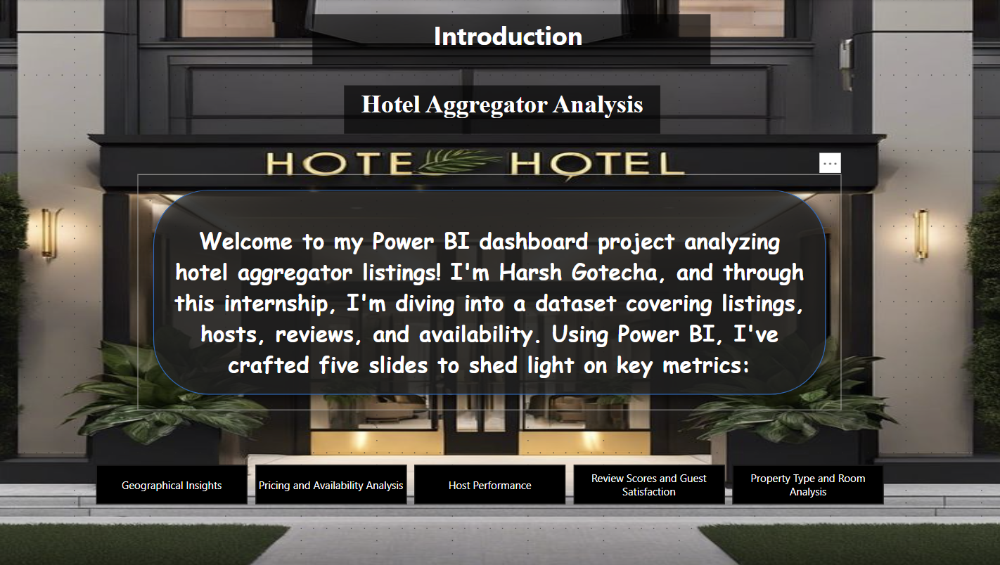 Introduction
Hotel Aggregator Analysis
HOTE HOTEL
Welcome to my Power BI dashboard project analyzing
hotel aggregator listings! I'm Harsh Gotecha, and through
this internship, I'm diving into a dataset covering listings,
hosts, reviews, and availability. Using Power BI, I've
crafted five slides to shed light on key metrics:
Geographical Insights
Pricing and Availability Analysis
Host Performance
Review Scores and Guest
Satisfaction
Property Type and Room
Analysis